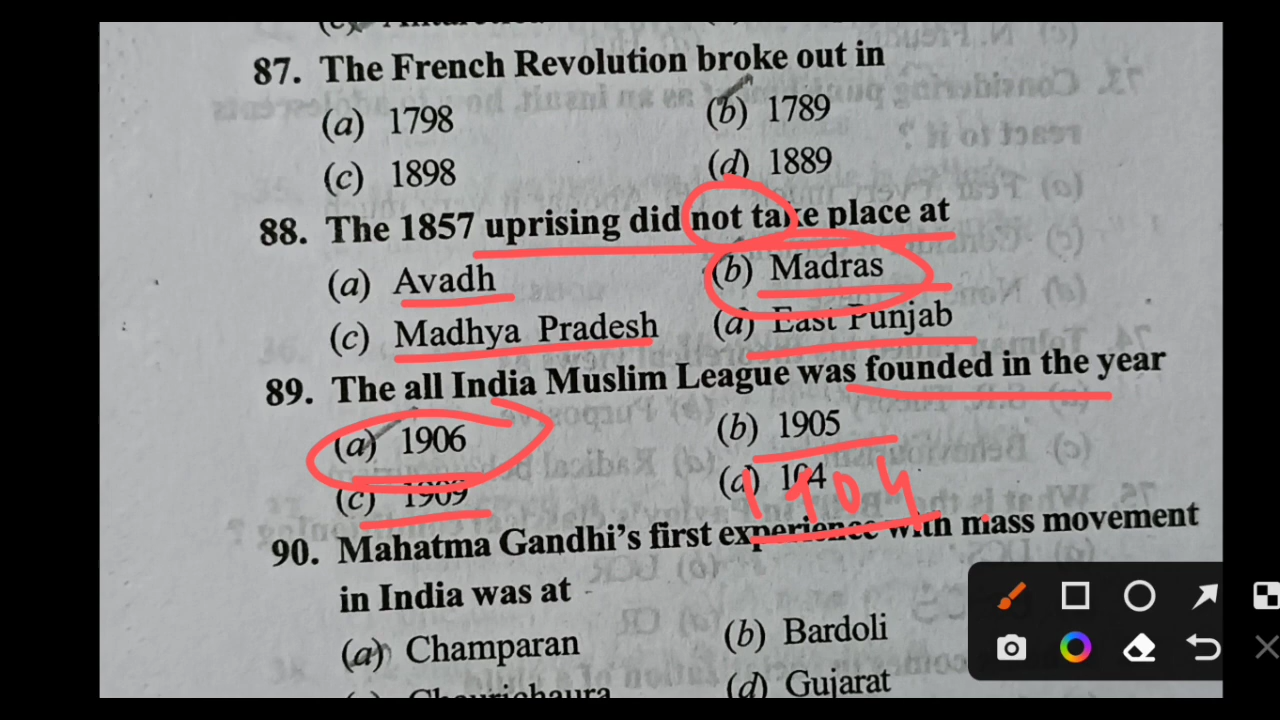 87. The French Revolution broke out in
(a) 1798
(b) 1789
(c) 1898
(d) 1889
88. The 1857 uprising did not take place at
(a) Avadh
(b) Madras
(c) Madhya Pradesh
(d) East Punjab
89. The all India Muslim League was founded in the year
(a) 1906
(b) 1905
(c) 1909
(d) 104
1904
90. Mahatma Gandhi's first experience with mass movement
in India was at
(a) Champaran
(b) Bardoli
(d) Gujarat